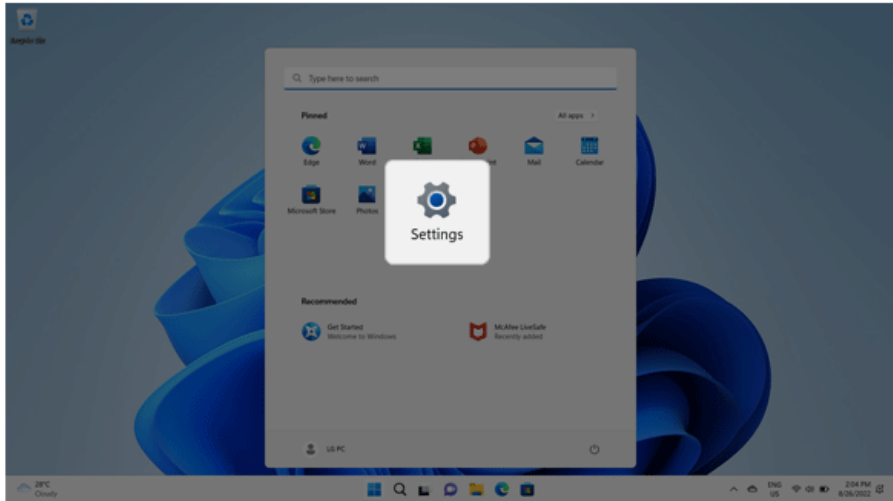 Recycle Bin
Type here to search
Pinned
All apps >
Edge
Word
Mail
Calendar
Microsoft Store
Photos
Settings
Recommended
Get Started
Welcome to Windows
McAfee LiveSafe
Recently added
LG PC
28°C
Cloudy
ENG
US
2:04 PM
8/26/2022